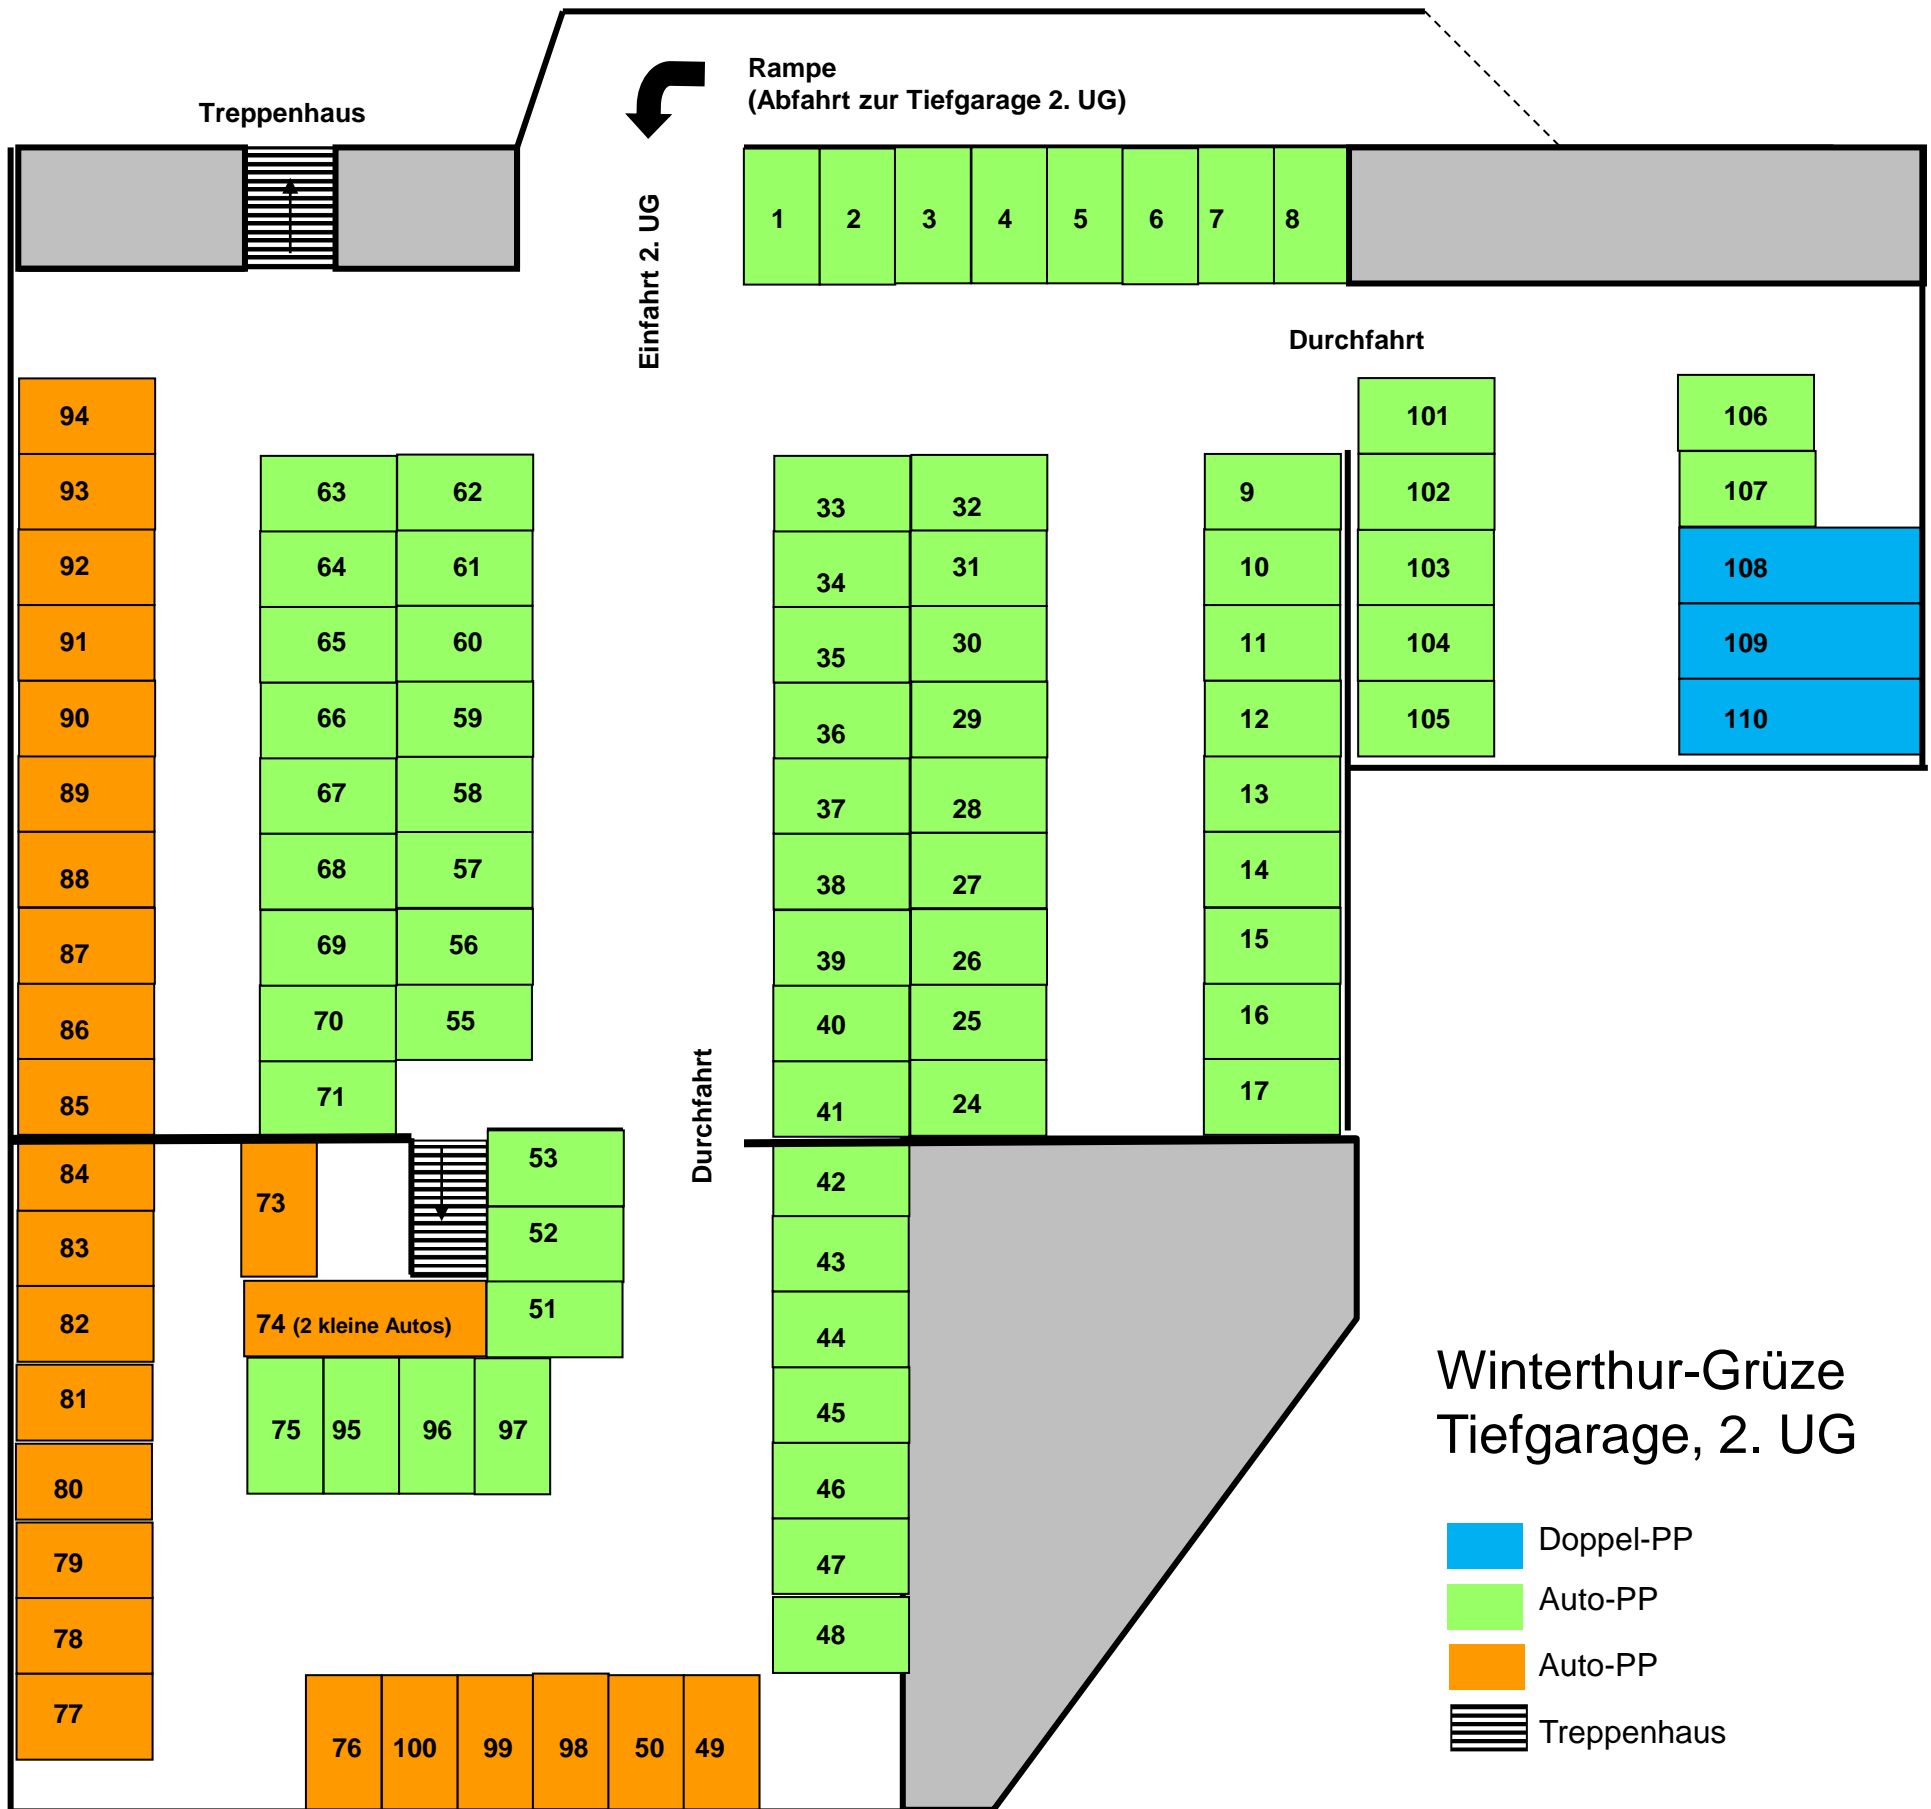 Rampe
(Abfahrt zur Tiefgarage 2. UG)
Treppenhaus
Einfahrt 2. UG
1 2 3 4 5 6 7 8
Durchfahrt
94 101 106
93 63 62 33 32 9 102 107
92 64 61 34 31 10 103 108
91 65 60 35 30 11 104 109
90 66 59 36 29 12 105 110
89 67 58 37 28 13
88 68 57 38 27 14
87 69 56 39 26 15
86 70 55 40 25 16
85 71 41 24 17
Durchfahrt
84 73 53 42
83 52 43
82 74 (2 kleine Autos) 51 44
81 75 95 96 97 45
80 46
79 47
78 48
77 76 100 99 98 50 49
Winterthur-Grüze
Tiefgarage, 2. UG
Doppel-PP
Auto-PP
Auto-PP
Treppenhaus